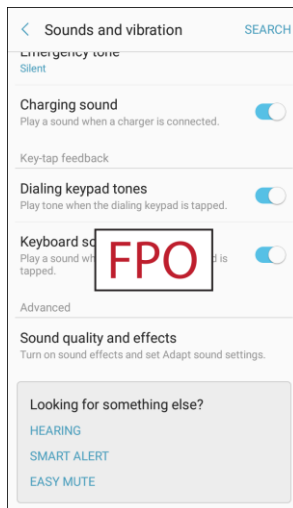 Sounds and vibration SEARCH
Emergency tone
Silent
Charging sound
Play a sound when a charger is connected.
Key-tap feedback
Dialing keypad tones
Play tone when the dialing keypad is tapped.
Keyboard
Play a sound
is
tapped.
FPO
Advanced
Sound quality and effects
Turn on sound effects and set Adapt sound settings.
Looking for something else?
HEARING
SMART ALERT
EASY MUTE